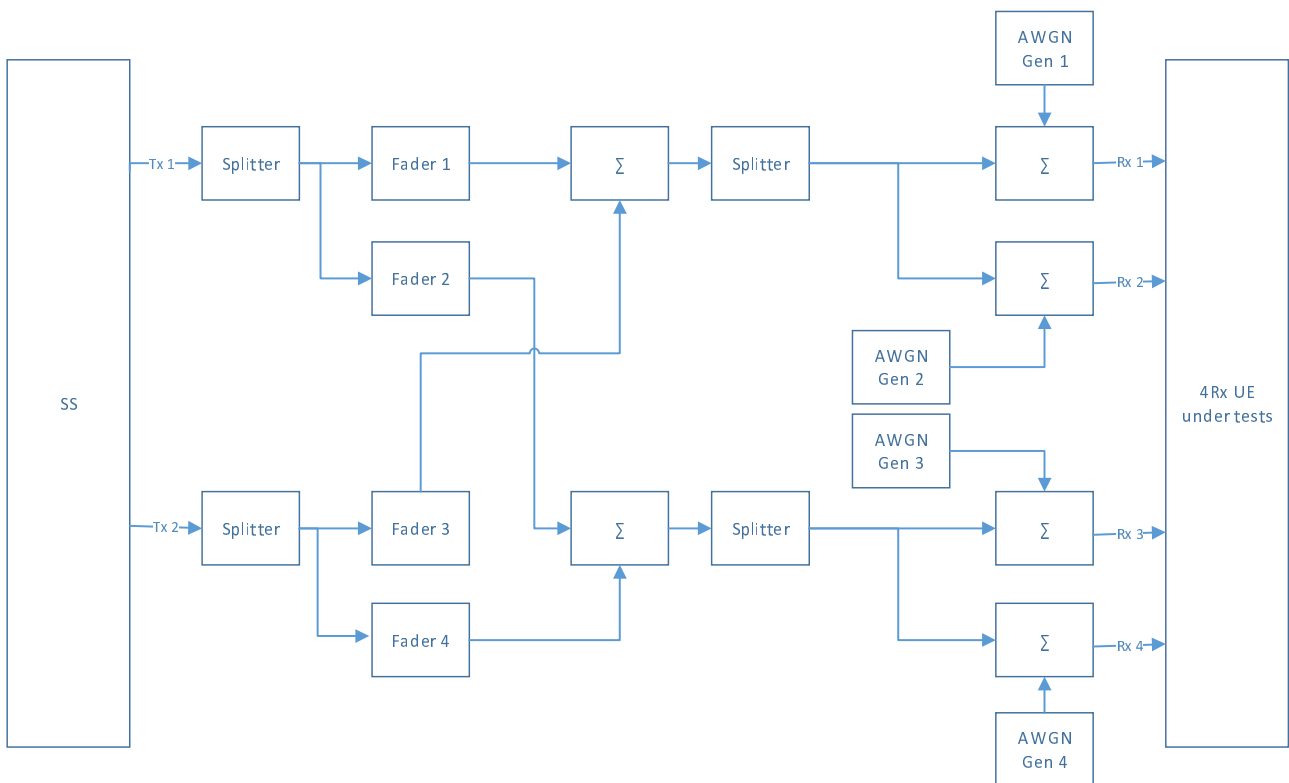 AWGN
Gen 1
Tx 1
Splitter
Fader 1
∑
Splitter
∑
Rx 1
Fader 2
∑
Rx 2
AWGN
Gen 2
SS
4Rx UE
under tests
AWGN
Gen 3
Tx 2
Splitter
Fader 3
∑
Splitter
∑
Rx 3
Fader 4
∑
Rx 4
AWGN
Gen 4